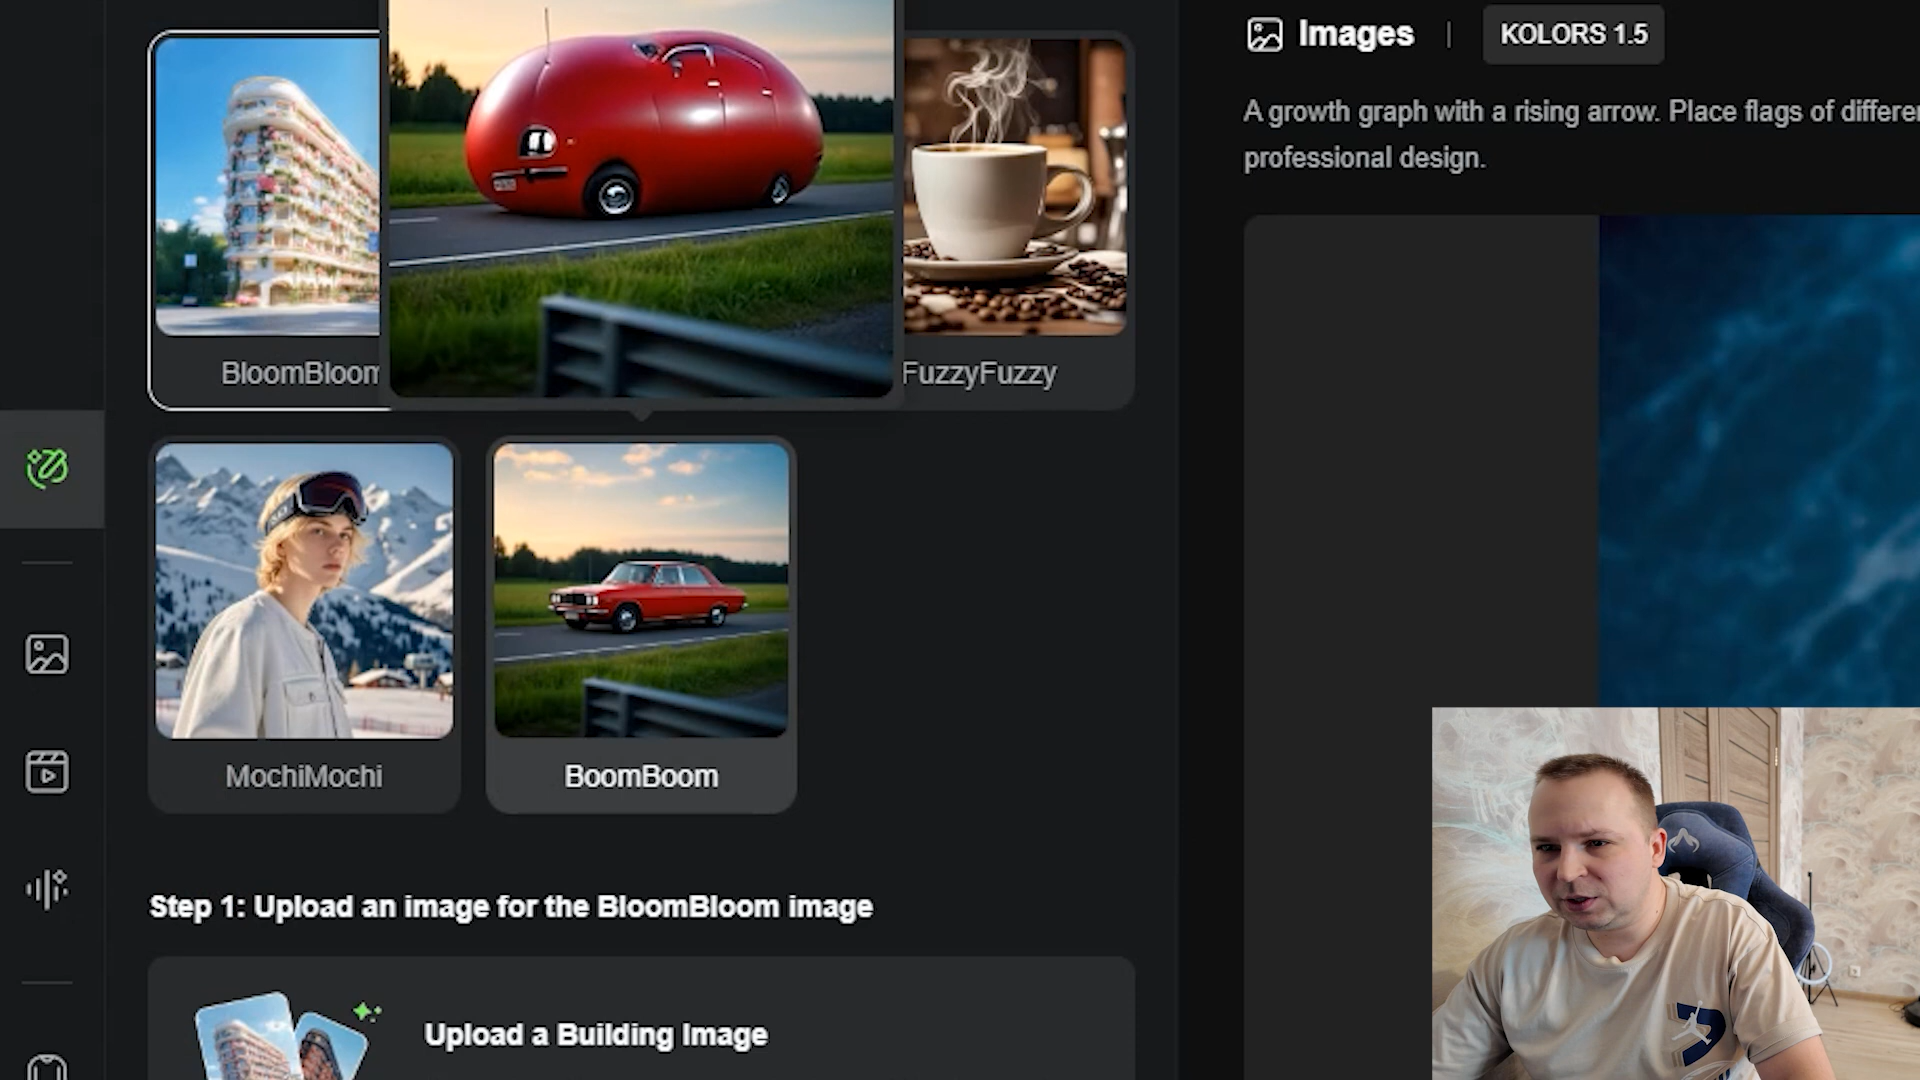 BloomBloom
FuzzyFuzzy
MochiMochi
BoomBoom
Step 1: Upload an image for the BloomBloom image
Upload a Building Image
Images | KOLORS 1.5
A growth graph with a rising arrow. Place flags of
professional design.